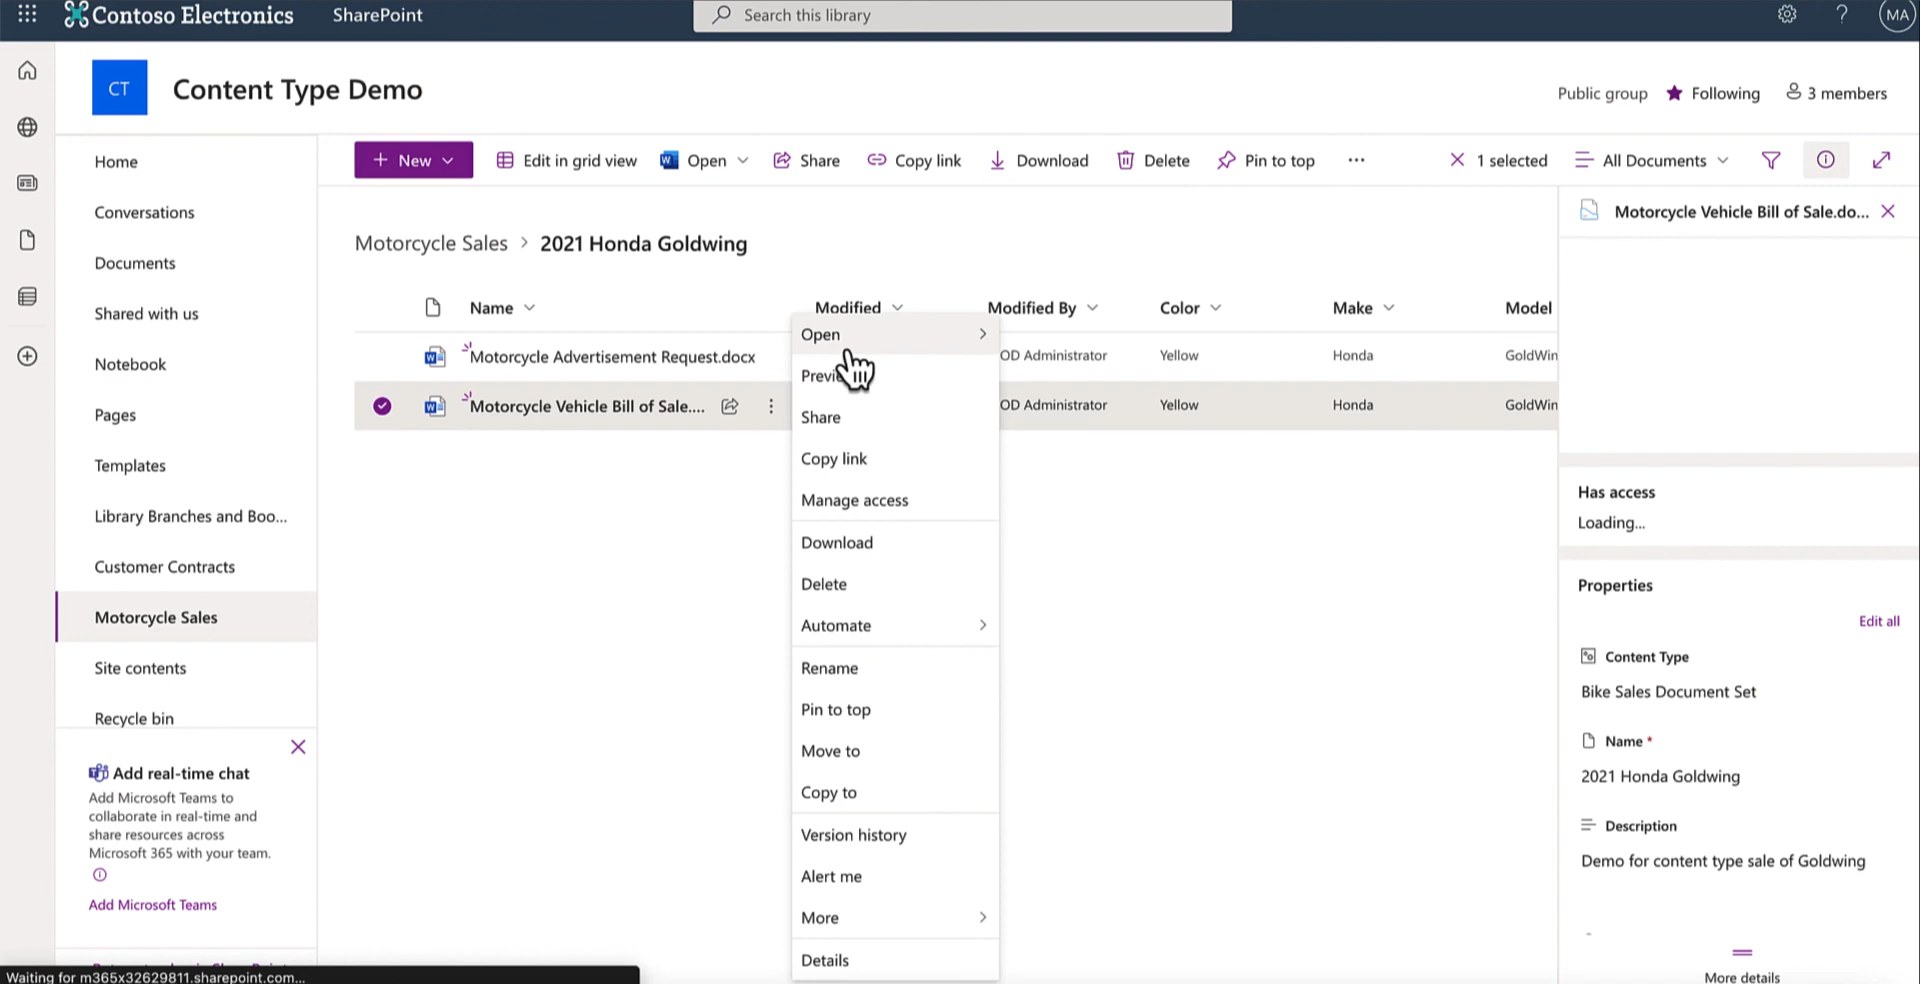 Contoso Electronics
SharePoint
Search this library
?
MA
CT
Content Type Demo
Public group
Following
3 members
Home
Conversations
Documents
Shared with us
Notebook
Pages
Templates
Library Branches and Boo...
Customer Contracts
Motorcycle Sales
Site contents
Recycle bin
Add real-time chat
Add Microsoft Teams to
collaborate in real-time and
share resources across
Microsoft 365 with your team.
Add Microsoft Teams
Waiting for m365x32629811.sharepoint.com...
+ New
Edit in grid view
Open
Share
Copy link
Download
Delete
Pin to top
...
1 selected
All Documents
Motorcycle Sales > 2021 Honda Goldwing
Name
Modified
Modified By
Color
Make
Model
Motorcycle Advertisement Request.docx
OD Administrator
Yellow
Honda
GoldWin
Motorcycle Vehicle Bill of Sale....
OD Administrator
Yellow
Honda
GoldWin
Open
Previ
Share
Copy link
Manage access
Download
Delete
Automate
Rename
Pin to top
Move to
Copy to
Version history
Alert me
More
Details
Motorcycle Vehicle Bill of Sale.do...
Has access
Loading...
Properties
Edit all
Content Type
Bike Sales Document Set
Name *
2021 Honda Goldwing
Description
Demo for content type sale of Goldwing
More details